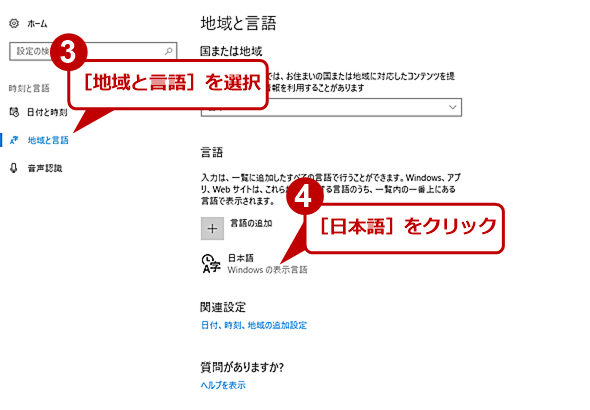 ホーム
設定の検
時刻と言語
日付と時刻
地域と言語
音声認識
3
［地域と言語］を選択
地域と言語
国または地域
では、お住まいの国または地域に対応したコンテンツを提
情報を利用することがあります
言語
入力は、一覧に追加したすべての言語で行うことができます。Windows、アプ
リ、Web サイトは、これら する言語のうち、一覧内の一番上にある
言語で表示されます。
4
［日本語］をクリック
言語の追加
日本語
Windows の表示言語
関連設定
日付、時刻、地域の追加設定
質問がありますか?
ヘルプを表示